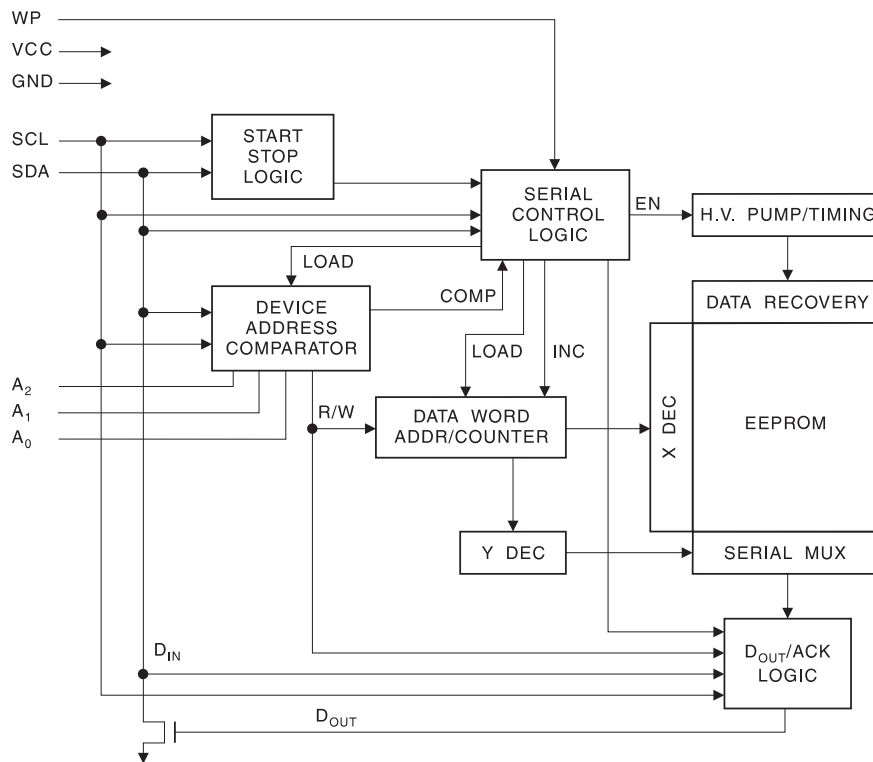 WP
VCC
GND
SCL
SDA
START
STOP
LOGIC
SERIAL
CONTROL
LOGIC
EN
H.V. PUMP/TIMING
LOAD
COMP
DATA RECOVERY
DEVICE
ADDRESS
COMPARATOR
LOAD
INC
A2
A1
A0
R/W
DATA WORD
ADDR/COUNTER
X DEC
EEPROM
Y DEC
SERIAL MUX
DIN
DOUT/ACK
LOGIC
DOUT